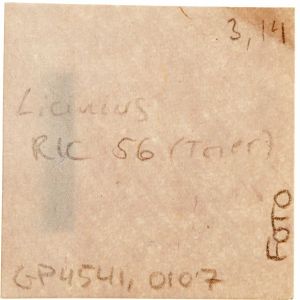 3,14
Licinius
RIC 56 (Trier)
FOTO
GP4541, 0107